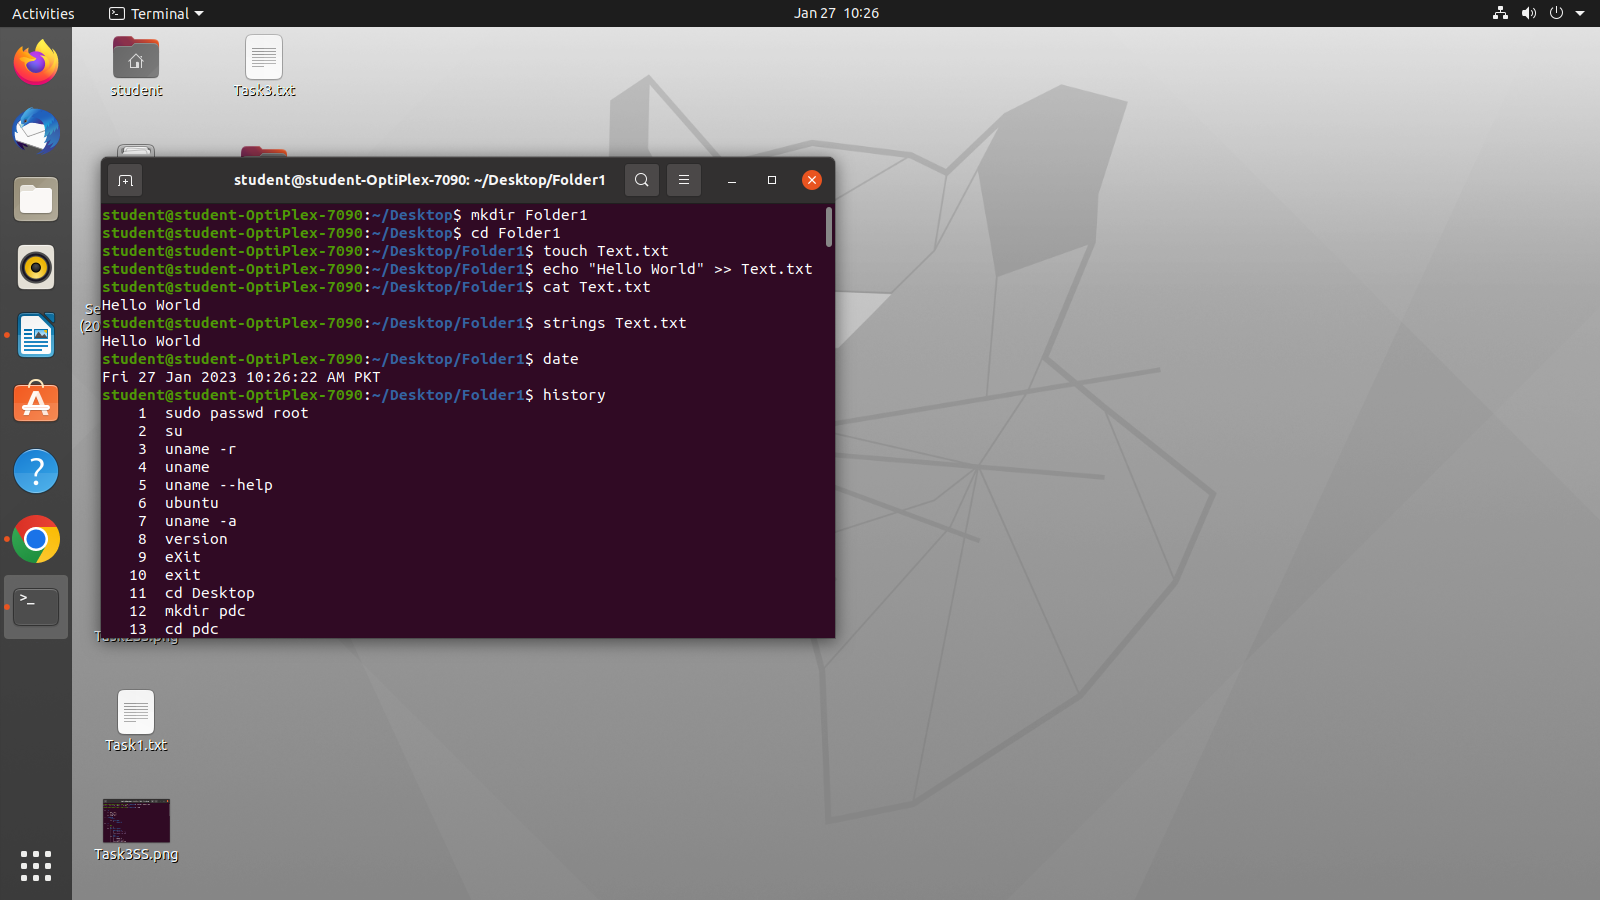 Activities
Terminal
Jan 27 10:26
student
Task3.txt
student@student-OptiPlex-7090: ~/Desktop/Folder1
student@student-OptiPlex-7090:~/Desktop$ mkdir Folder1
student@student-OptiPlex-7090:~/Desktop$ cd Folder1
student@student-OptiPlex-7090:~/Desktop/Folder1$ touch Text.txt
student@student-OptiPlex-7090:~/Desktop/Folder1$ echo "Hello World" >> Text.txt
student@student-OptiPlex-7090:~/Desktop/Folder1$ cat Text.txt
Hello World
student@student-OptiPlex-7090:~/Desktop/Folder1$ strings Text.txt
Hello World
student@student-OptiPlex-7090:~/Desktop/Folder1$ date
Fri 27 Jan 2023 10:26:22 AM PKT
student@student-OptiPlex-7090:~/Desktop/Folder1$ history
1 sudo passwd root
2 su
3 uname -r
4 uname
5 uname --help
6 ubuntu
7 uname -a
8 version
9 eXit
10 exit
11 cd Desktop
12 mkdir pdc
13 cd pdc
Task1.txt
Task3SS.png